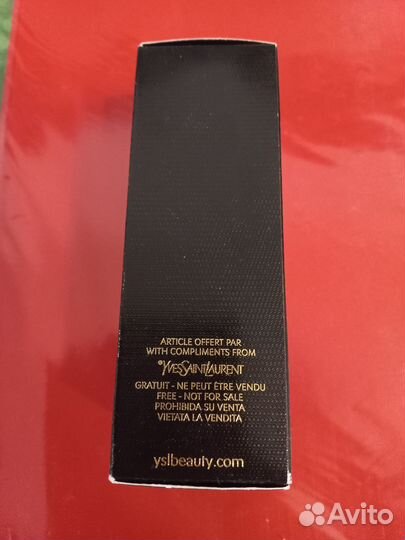 ARTICLE OFFERT PAR
WITH COMPLIMENTS FROM
®YVESSAINTLAURENT
GRATUIT - NE PEUT ÊTRE VENDU
FREE - NOT FOR SALE
PROHIBIDA SU VENTA
VIETATA LA VENDITA
yslbeauty.com
Avito